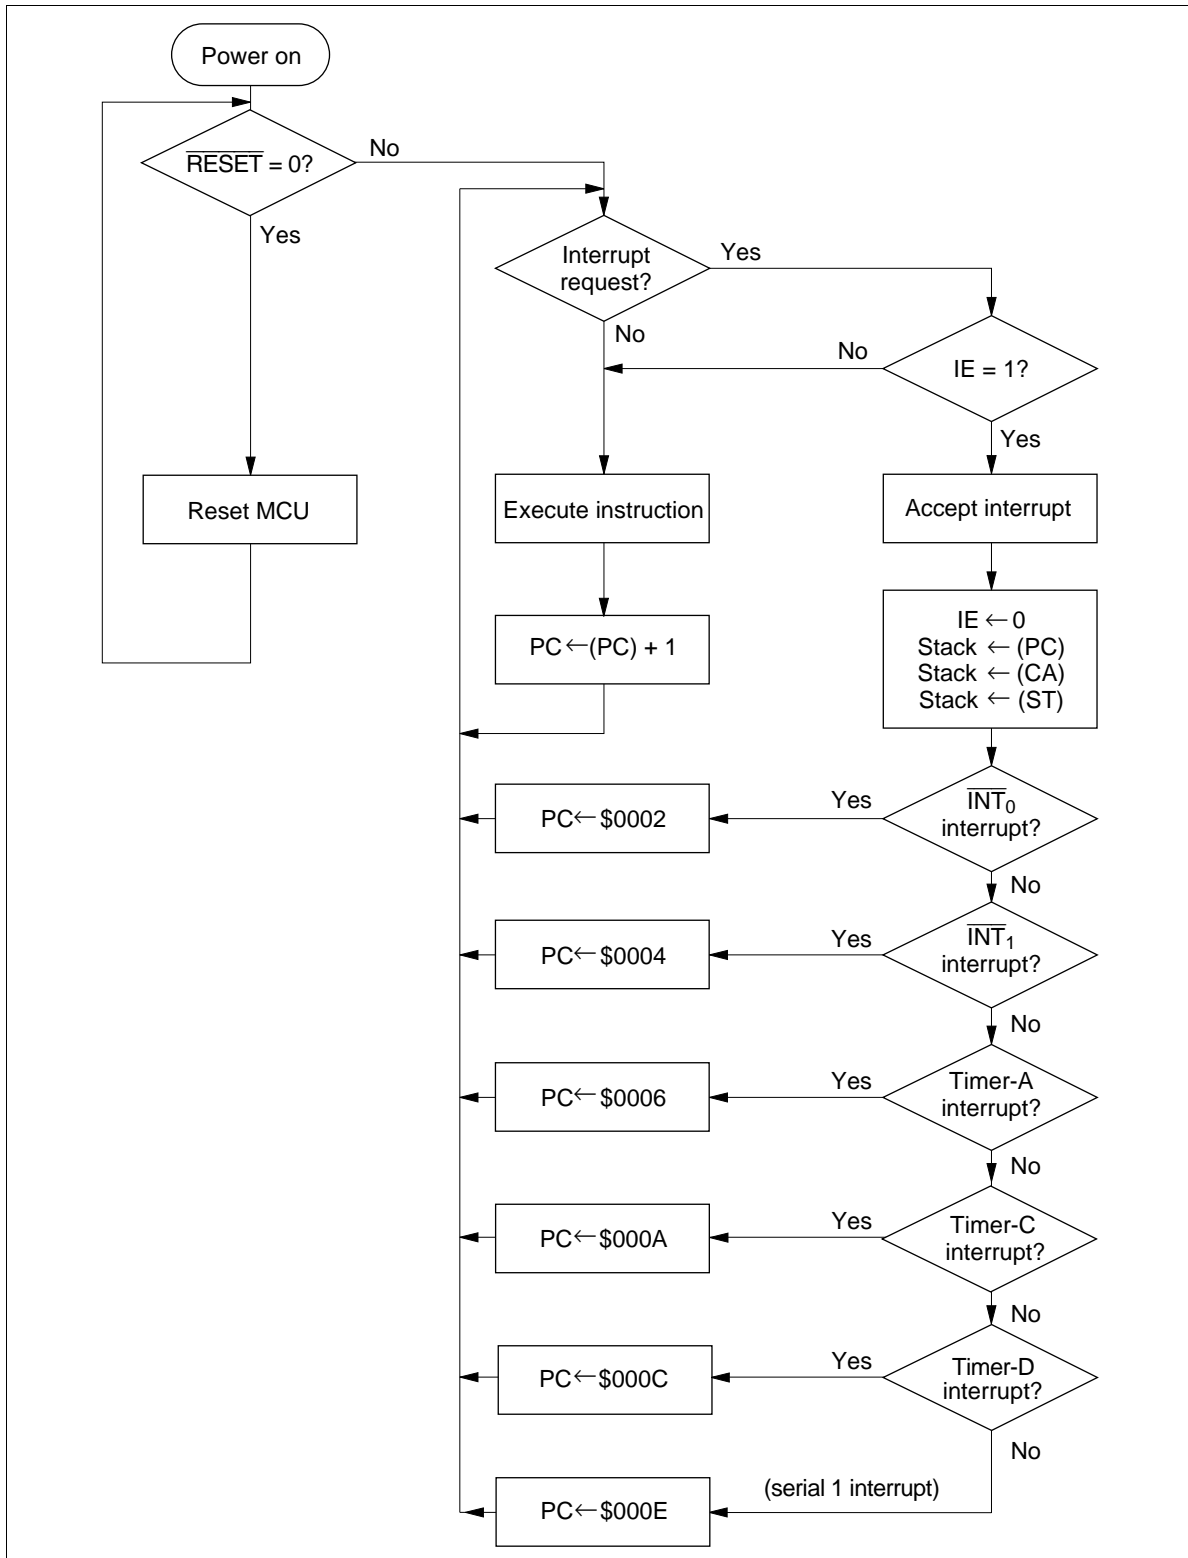 Power on
RESET = 0?
No
Yes
Interrupt
request?
Yes
No
No
IE = 1?
Yes
Reset MCU
Execute instruction
Accept interrupt
PC←(PC) + 1
IE ← 0
Stack ← (PC)
Stack ← (CA)
Stack ← (ST)
PC←$0002
Yes
INT0
interrupt?
No
PC←$0004
Yes
INT1
interrupt?
No
PC←$0006
Yes
Timer-A
interrupt?
No
PC←$000A
Yes
Timer-C
interrupt?
No
PC←$000C
Yes
Timer-D
interrupt?
No
PC←$000E
(serial 1 interrupt)